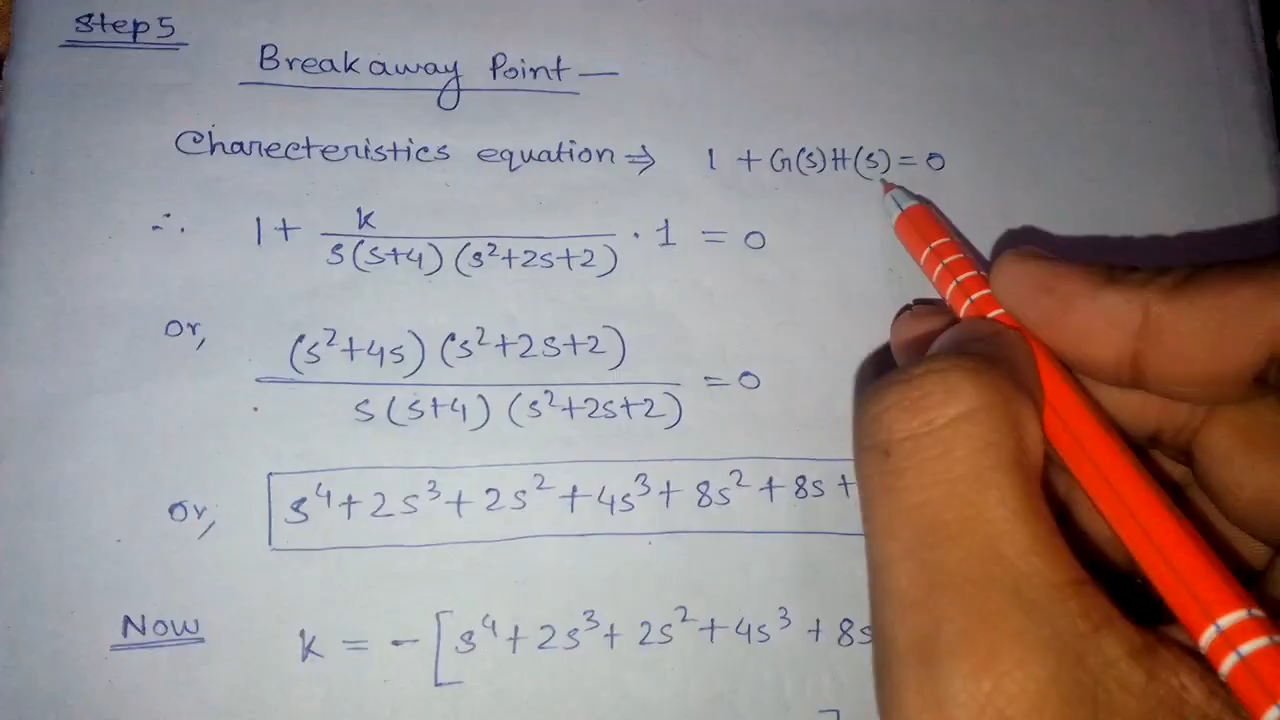 Step 5
Breakaway Point —
Charecteristics equation ⇒ 1 + G(s)H(s) = 0
∴ 1 + k / s(s+4)(s²+2s+2) · 1 = 0
or, (s²+4s)(s²+2s+2) / s(s+4)(s²+2s+2) = 0
or, s⁴+2s³+2s²+4s³+8s²+8s+
Now k = -[s⁴+2s³+2s²+4s³+8s